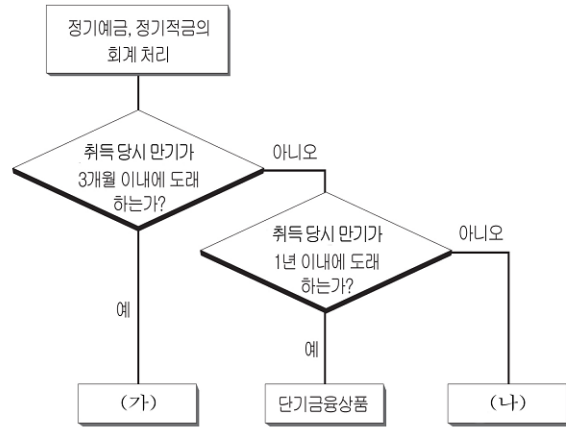 정기예금, 정기적금의
회계 처리
취득 당시 만기가
3개월 이내에 도래
하는가?
아니오
취득 당시 만기가
1년 이내에 도래
하는가?
아니오
예
예
(가)
단기금융상품
(나)